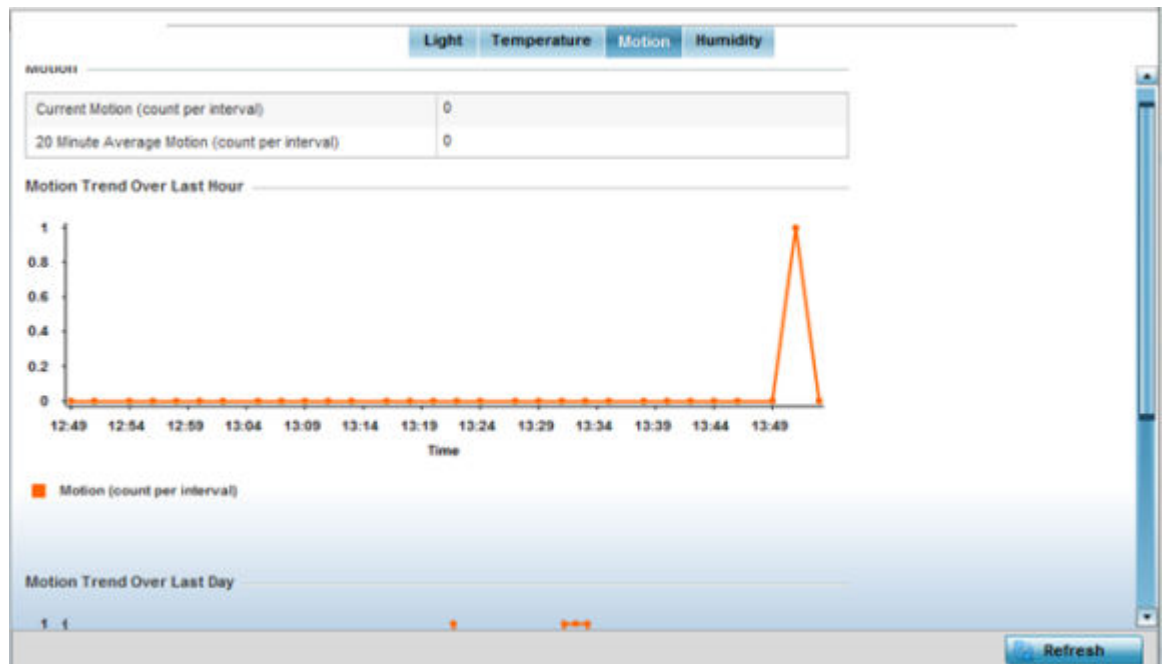 Light Temperature Motion Humidity
Motion
Current Motion (count per interval) 0
20 Minute Average Motion (count per interval) 0
Motion Trend Over Last Hour
1
0.8
0.6
0.4
0.2
0
12:49 12:54 12:59 13:04 13:09 13:14 13:19 13:24 13:29 13:34 13:39 13:44 13:49
Time
Motion (count per interval)
Motion Trend Over Last Day
1
Refresh